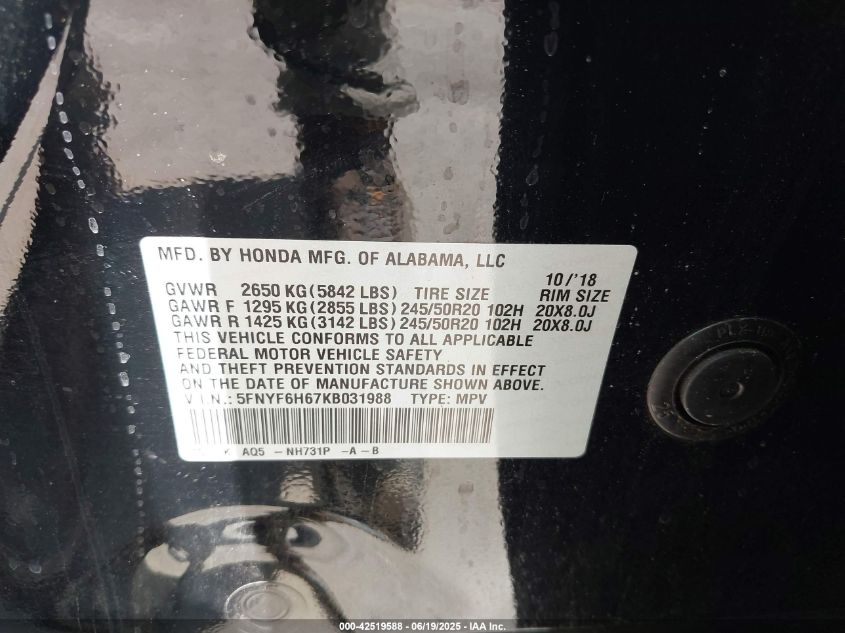 MFD. BY HONDA MFG. OF ALABAMA, LLC
10/'18
GVWR 2650 KG(5842 LBS) TIRE SIZE RIM SIZE
GAWR F 1295 KG(2855 LBS) 245/50R20 102H 20X8.0J
GAWR R 1425 KG(3142 LBS) 245/50R20 102H 20X8.0J
THIS VEHICLE CONFORMS TO ALL APPLICABLE
FEDERAL MOTOR VEHICLE SAFETY
AND THEFT PREVENTION STANDARDS IN EFFECT
ON THE DATE OF MANUFACTURE SHOWN ABOVE.
V I N.: 5FNYF6H67KB031988 TYPE: MPV
AQ5 -NH731P -A-B
000-42519588 - 06/19/2025 - IAA Inc.